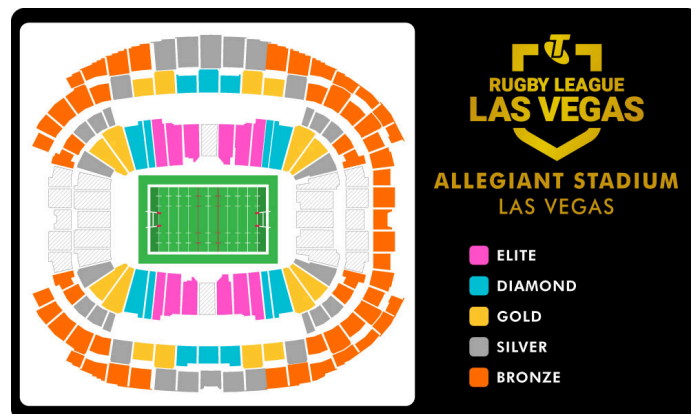 RUGBY LEAGUE
LAS VEGAS
ALLEGIANT STADIUM
LAS VEGAS
ELITE
DIAMOND
GOLD
SILVER
BRONZE